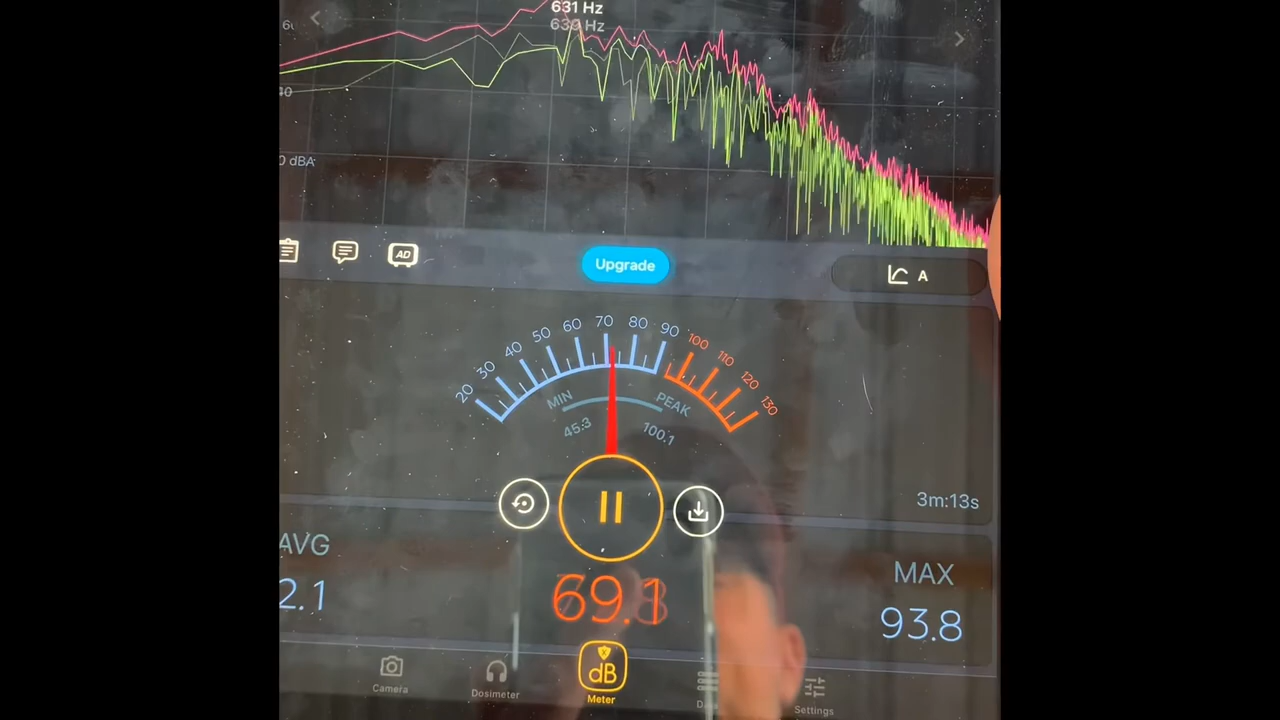 631 Hz
639 Hz
40
0 dBA
AD
Upgrade
A
20 30 40 50 60 70 80 90 100 110 120 130
MIN
PEAK
45.3
100.1
3m:13s
AVG
2.1
MAX
69.1
93.8
dB
Camera
Dosimeter
Meter
Settings